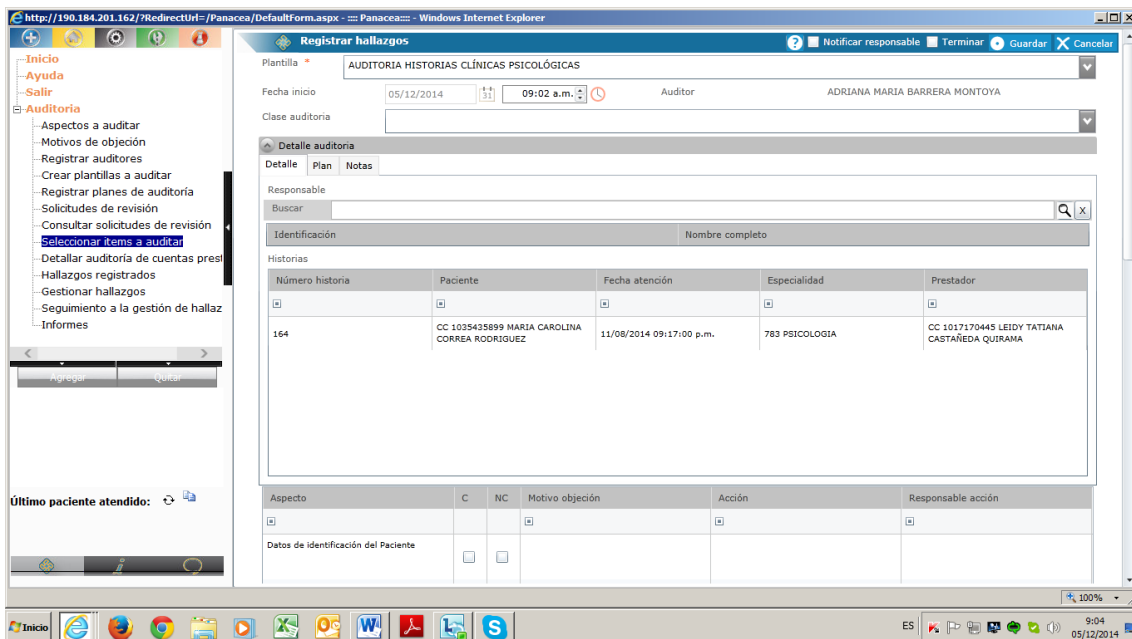 http://190.184.201.162/?RedirectUrl=/Panacea/DefaultForm.aspx - :::: Panacea:::: - Windows Internet Explorer
Inicio
Ayuda
Salir
Auditoria
Aspectos a auditar
Motivos de objeción
Registrar auditores
Crear plantillas a auditar
Registrar planes de auditoría
Solicitudes de revisión
Consultar solicitudes de revisión
Seleccionar items a auditar
Detallar auditoría de cuentas prest
Hallazgos registrados
Gestionar hallazgos
Seguimiento a la gestión de hallaz
Informes
Agregar Quitar
Último paciente atendido:
Registrar hallazgos ? Notificar responsable Terminar Guardar Cancelar
Plantilla * AUDITORIA HISTORIAS CLÍNICAS PSICOLÓGICAS
Fecha inicio 05/12/2014 31 09:02 a.m. Auditor ADRIANA MARIA BARRERA MONTOYA
Clase auditoria
Detalle auditoria
Detalle Plan Notas
Responsable
Buscar X
Identificación Nombre completo
Historias
Número historia Paciente Fecha atención Especialidad Prestador
164 CC 1035435899 MARIA CAROLINA CORREA RODRIGUEZ 11/08/2014 09:17:00 p.m. 783 PSICOLOGIA CC 1017170445 LEIDY TATIANA CASTAÑEDA QUIRAMA
Aspecto C NC Motivo objeción Acción Responsable acción
Datos de identificación del Paciente
100%
Inicio ES 9:04
05/12/2014